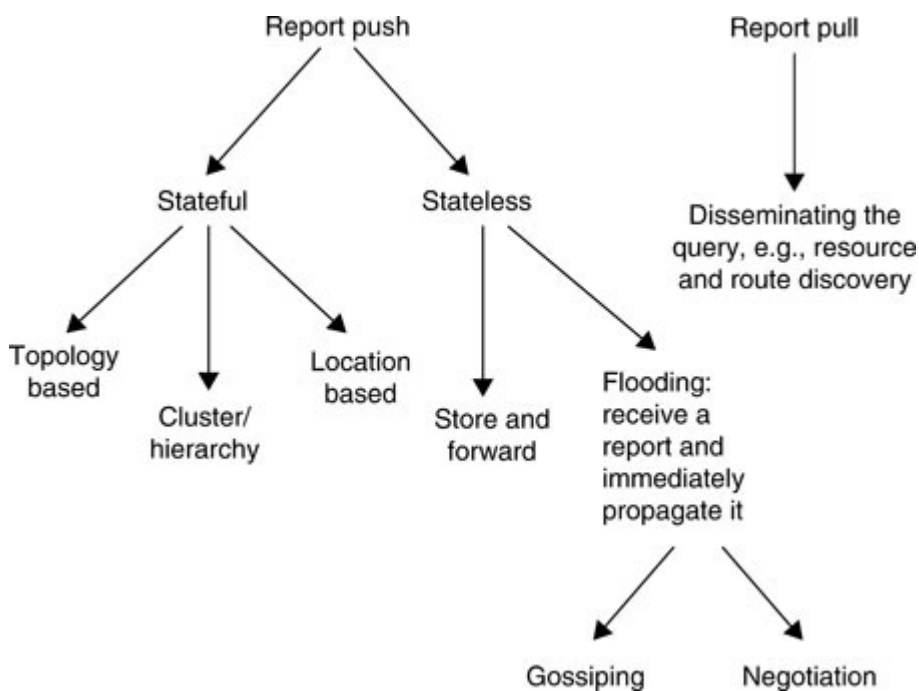 Report push
Report pull
Stateful
Stateless
Disseminating the
query, e.g., resource
and route discovery
Topology
based
Cluster/
hierarchy
Location
based
Store and
forward
Flooding:
receive a
report and
immediately
propagate it
Gossiping
Negotiation